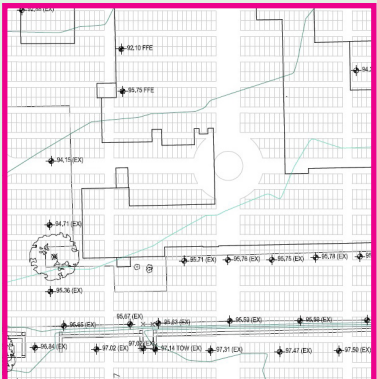 92,10 FFE
95,75 FFE
94,15 (EX)
94,71 (EX)
95,71 (EX) 95,76 (EX) 95,75 (EX) 95,78 (EX)
95,36 (EX)
95,65 (EX) 95,67 (EX) 95,63 (EX) 95,53 (EX) 95,58 (EX)
96,84 (EX) 97,02 (EX) 97,14 TOW (EX) 97,31 (EX) 97,47 (EX) 97,59 (EX)